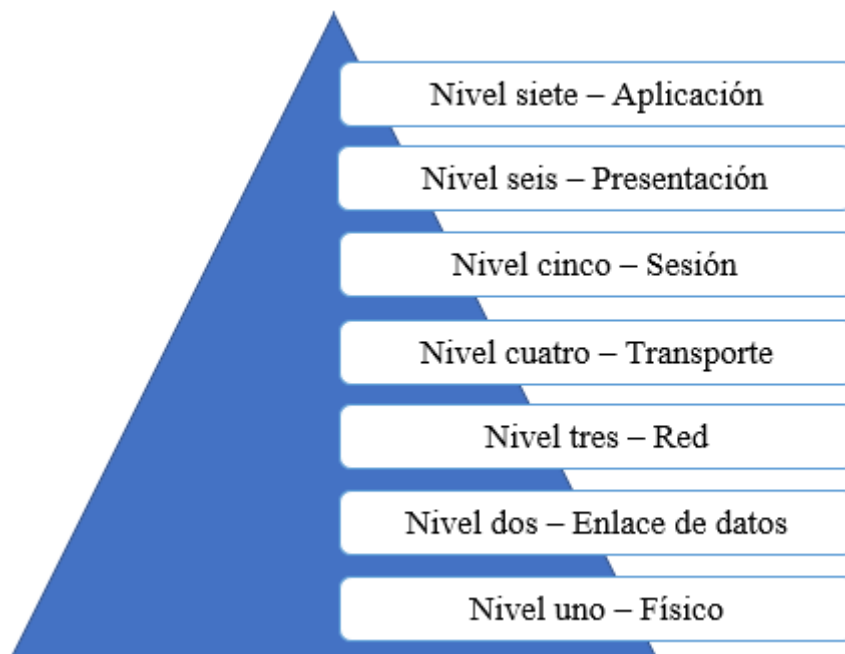 Nivel siete – Aplicación
Nivel seis – Presentación
Nivel cinco – Sesión
Nivel cuatro – Transporte
Nivel tres – Red
Nivel dos – Enlace de datos
Nivel uno – Físico